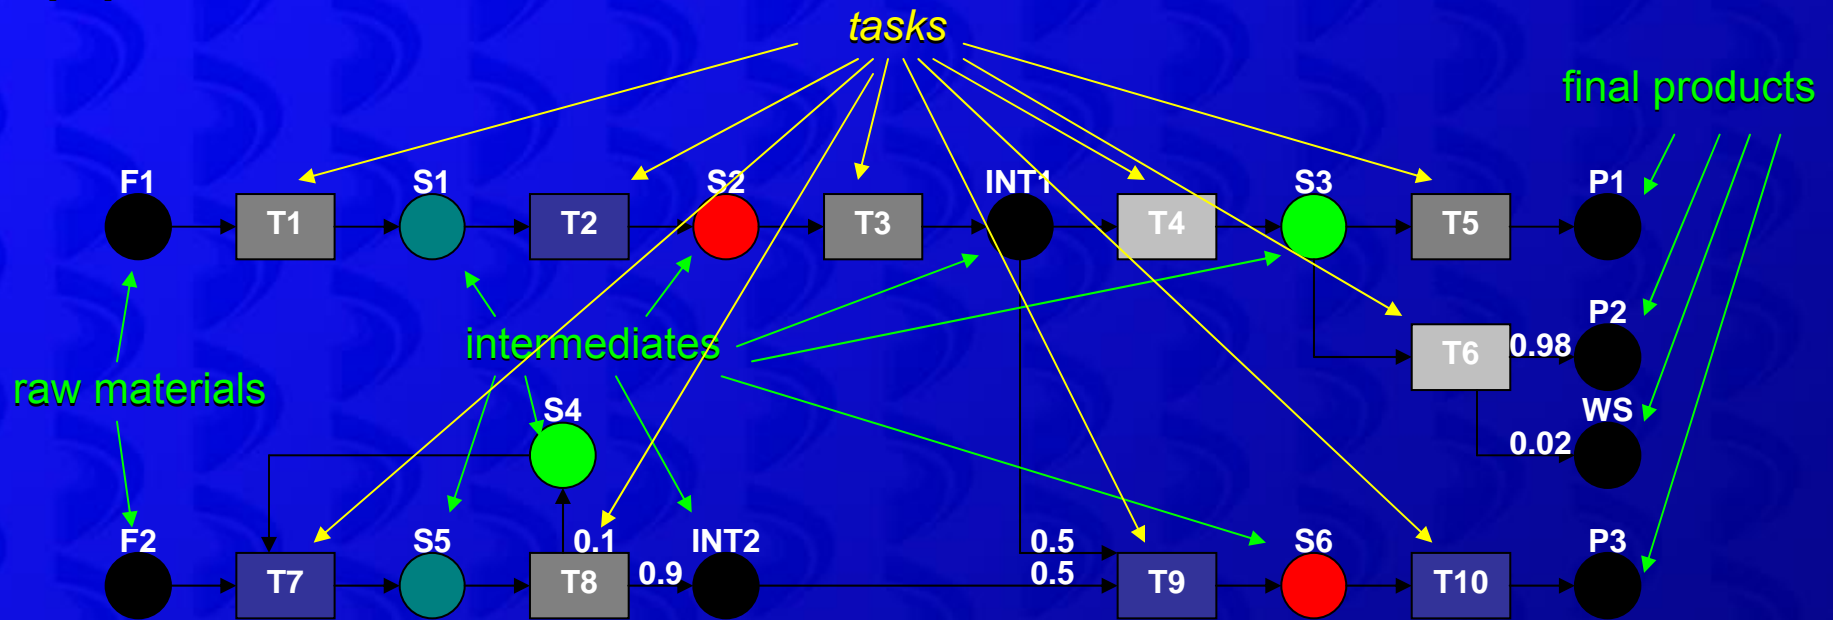 tasks
final products
F1
S1
S2
INT1
S3
P1
T1
T2
T3
T4
T5
P2
intermediates
T6
0.98
raw materials
S4
WS
0.02
F2
S5
0.1
INT2
0.5
S6
P3
T7
T8
0.9
0.5
T9
T10